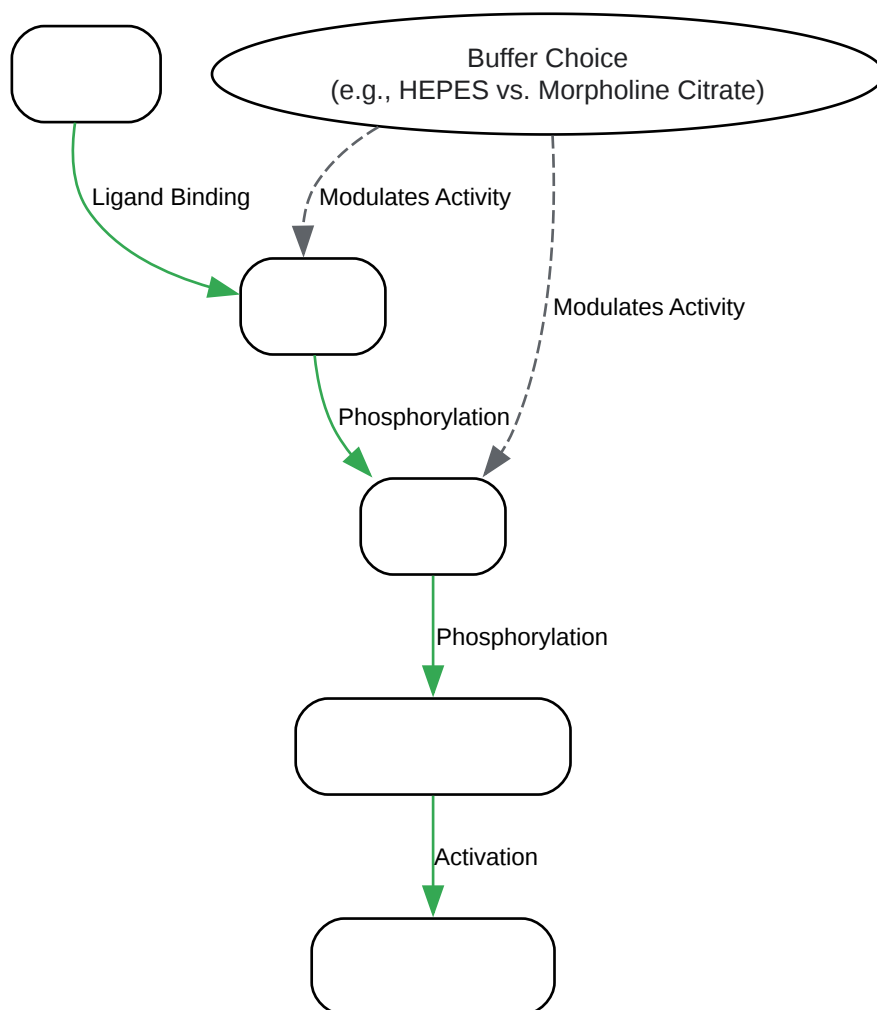 Buffer Choice
(e.g., HEPES vs. Morpholine Citrate)
Ligand Binding
Modulates Activity
Modulates Activity
Phosphorylation
Phosphorylation
Activation